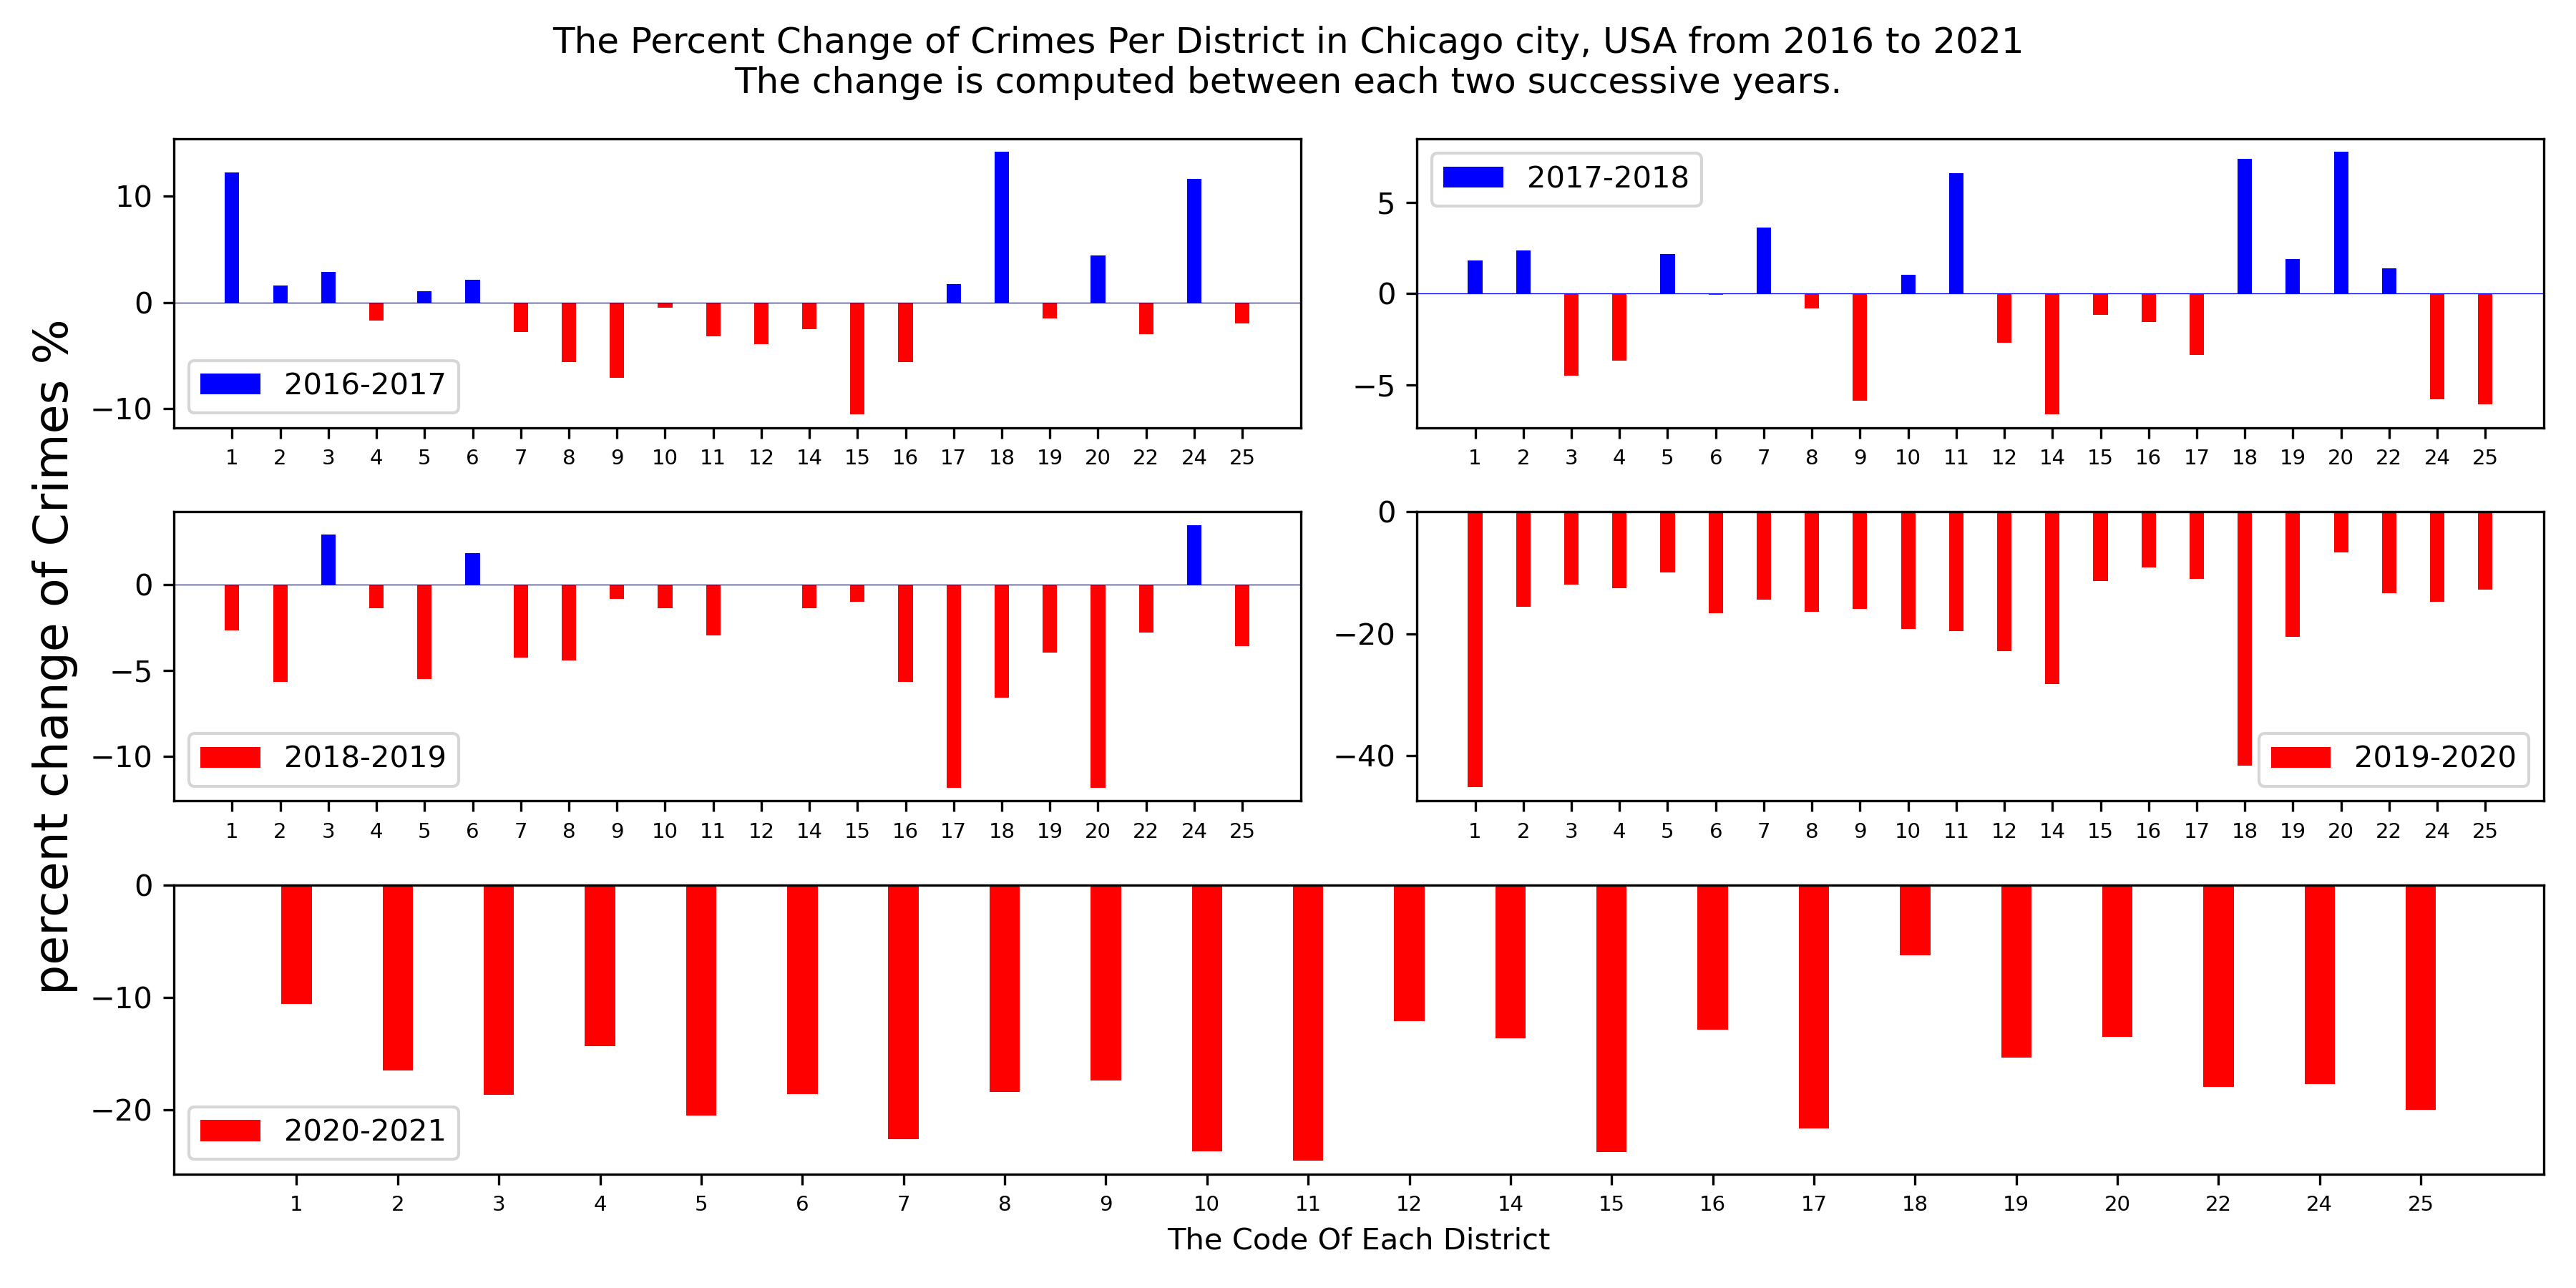 The Percent Change of Crimes Per District in Chicago city, USA from 2016 to 2021
The change is computed between each two successive years.
percent change of Crimes %
10
0
−10
2016-2017
1 2 3 4 5 6 7 8 9 10 11 12 14 15 16 17 18 19 20 22 24 25
5
0
−5
2017-2018
1 2 3 4 5 6 7 8 9 10 11 12 14 15 16 17 18 19 20 22 24 25
0
−5
−10
2018-2019
1 2 3 4 5 6 7 8 9 10 11 12 14 15 16 17 18 19 20 22 24 25
0
−20
−40
2019-2020
1 2 3 4 5 6 7 8 9 10 11 12 14 15 16 17 18 19 20 22 24 25
0
−10
−20
2020-2021
1 2 3 4 5 6 7 8 9 10 11 12 14 15 16 17 18 19 20 22 24 25
The Code Of Each District